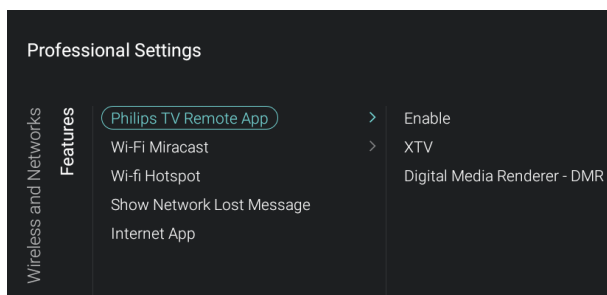 Professional Settings
Wireless and Networks
Features
Philips TV Remote App
Wi-Fi Miracast
Wi-fi Hotspot
Show Network Lost Message
Internet App
Enable
XTV
Digital Media Renderer - DMR